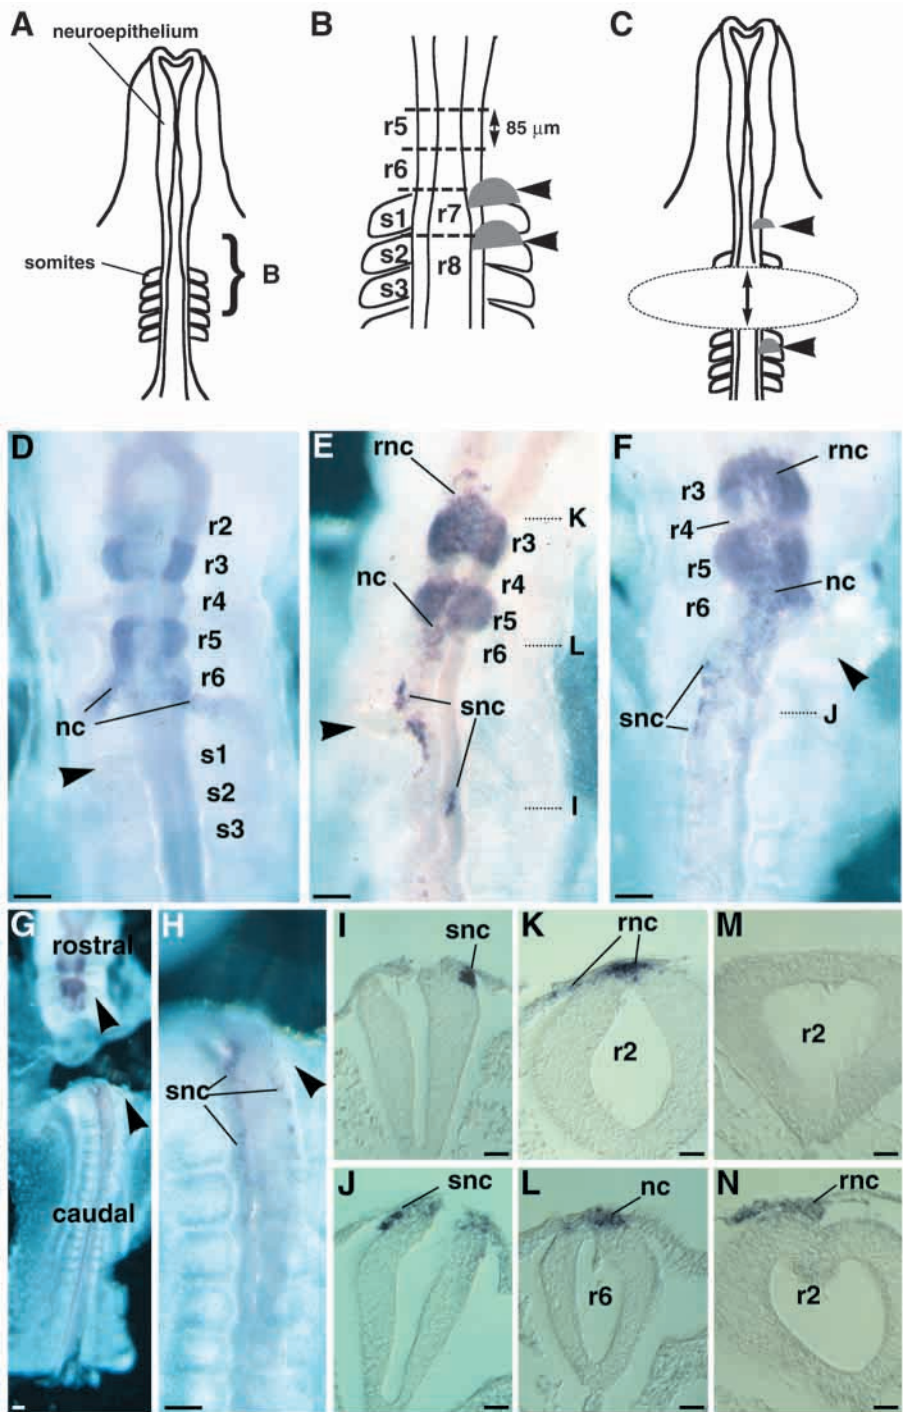 A
neuroepithelium
somites
B
B
r5
85 µm
r6
s1
r7
s2
r8
s3
C
D
r2
r3
r4
r5
r6
nc
s1
s2
s3
E
rnc
K
r3
nc
r4
r5
r6
L
snc
I
F
rnc
r3
r4
r5
nc
r6
snc
J
G
rostral
caudal
H
snc
I
snc
K
rnc
r2
M
r2
J
snc
L
nc
r6
N
rnc
r2